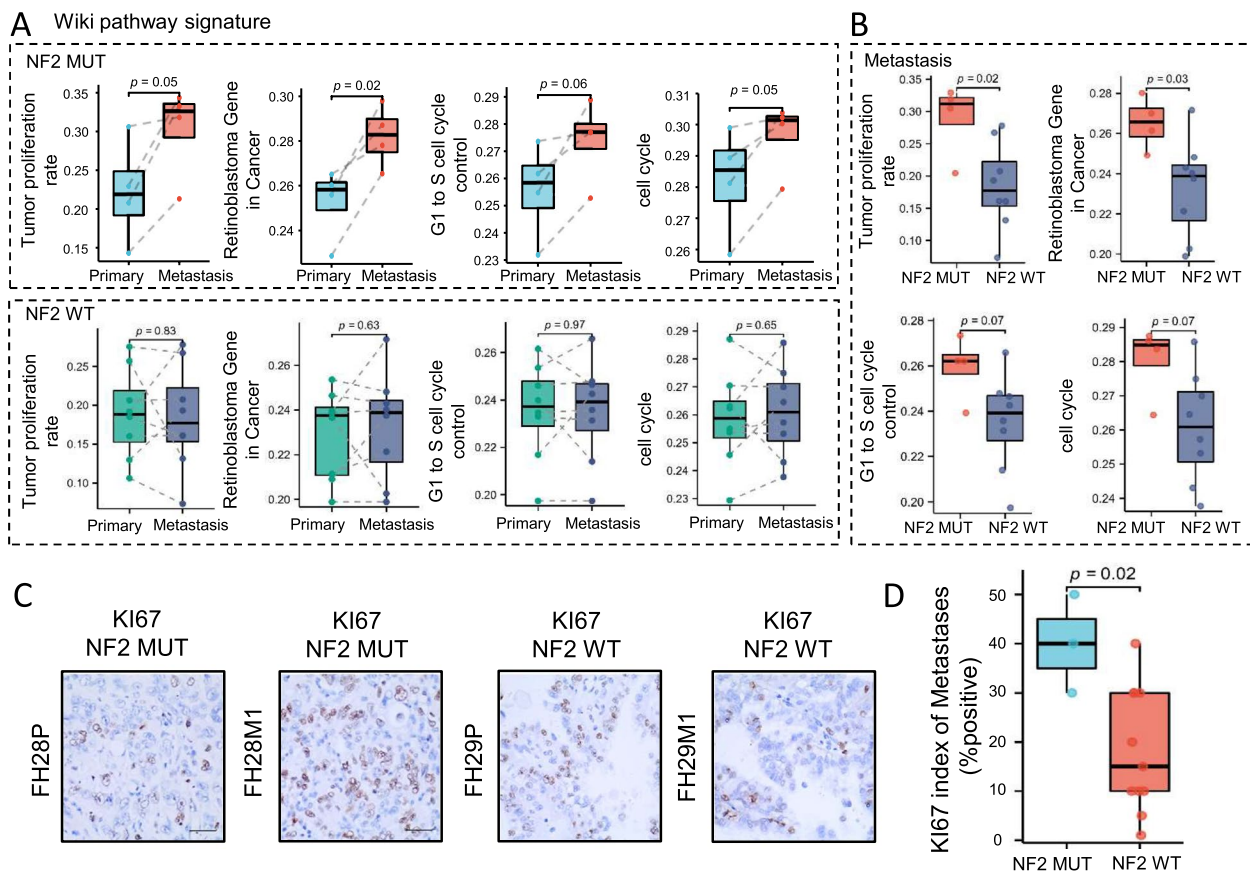 A Wiki pathway signature
NF2 MUT
Tumor proliferation
rate
0.35
0.30
0.25
0.20
0.15
p = 0.05
Primary Metastasis
Retinoblastoma Gene
in Cancer
0.30
0.28
0.26
0.24
p = 0.02
Primary Metastasis
G1 to S cell cycle
control
0.29
0.28
0.27
0.26
0.25
0.24
0.23
p = 0.06
Primary Metastasis
cell cycle
0.31
0.30
0.29
0.28
0.27
0.26
p = 0.05
Primary Metastasis
NF2 WT
Tumor proliferation
rate
0.25
0.20
0.15
0.10
p = 0.83
Primary Metastasis
Retinoblastoma Gene
in Cancer
0.26
0.24
0.22
0.20
p = 0.63
Primary Metastasis
G1 to S cell cycle
control
0.26
0.24
0.22
0.20
p = 0.97
Primary Metastasis
cell cycle
0.29
0.28
0.27
0.26
0.25
0.24
0.23
p = 0.65
Primary Metastasis
B
Metastasis
Tumor proliferation
rate
0.35
0.30
0.25
0.20
0.15
0.10
p = 0.02
NF2 MUT NF2 WT
Retinoblastoma Gene
in Cancer
0.28
0.26
0.24
0.22
0.20
p = 0.03
NF2 MUT NF2 WT
G1 to S cell cycle
control
0.28
0.26
0.24
0.22
0.20
p = 0.07
NF2 MUT NF2 WT
cell cycle
0.29
0.28
0.27
0.26
0.25
0.24
p = 0.07
NF2 MUT NF2 WT
C
KI67
NF2 MUT
FH28P
KI67
NF2 MUT
FH28M1
KI67
NF2 WT
FH29P
KI67
NF2 WT
FH29M1
D
KI67 index of Metastases
(%positive)
50
40
30
20
10
0
p = 0.02
NF2 MUT NF2 WT